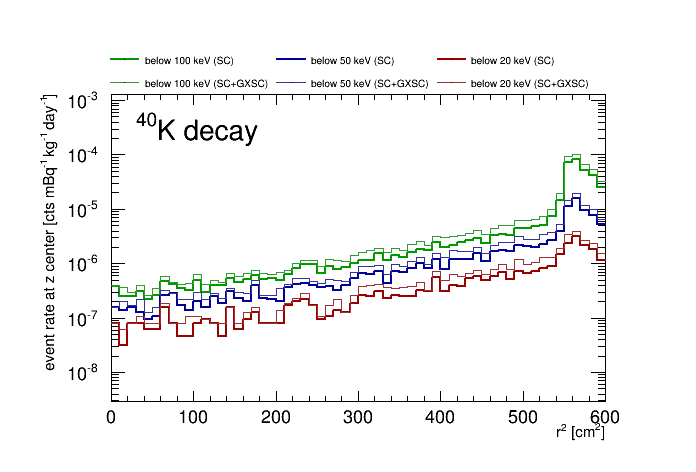 below 100 keV (SC) below 50 keV (SC) below 20 keV (SC)
below 100 keV (SC+GXSC) below 50 keV (SC+GXSC) below 20 keV (SC+GXSC)
event rate at z center [cts mBq⁻¹ kg⁻¹ day⁻¹]
⁴⁰K decay
10⁻³
10⁻⁴
10⁻⁵
10⁻⁶
10⁻⁷
10⁻⁸
0 100 200 300 400 500 600
r² [cm²]